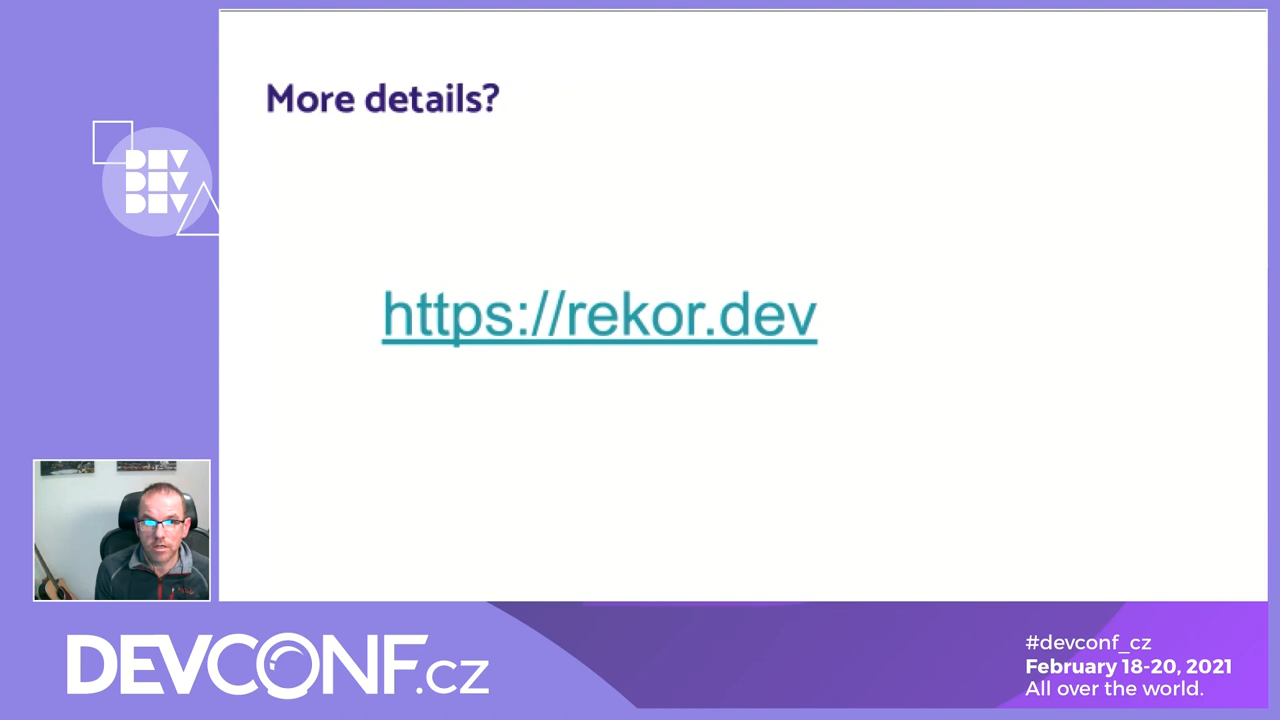 More details?
DEV
DEV
DEV
https://rekor.dev
DEVCONF.cz
#devconf_cz
February 18-20, 2021
All over the world.